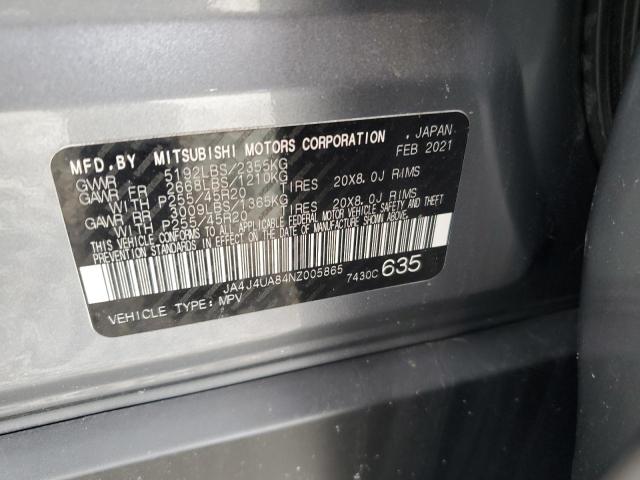 MFD.BY MITSUBISHI MOTORS CORPORATION , JAPAN
FEB 2021
GVWR 5192LBS/2355KG
GAWR FR 2668LBS/1210KG
WITH P255/45R20 TIRES 20X8.0J RIMS
GAWR RR 3009LBS/1365KG
WITH P255/45R20 TIRES 20X8.0J RIMS
THIS VEHICLE CONFORMS TO ALL APPLICABLE FEDERAL MOTOR VEHICLE
SAFETY, BUMPER, AND THEFT PREVENTION STANDARDS IN EFFECT ON
THE DATE OF MANUFACTURE SHOWN ABOVE.
JA4J4UA84NZ005865
VEHICLE TYPE:MPV 7430C 635